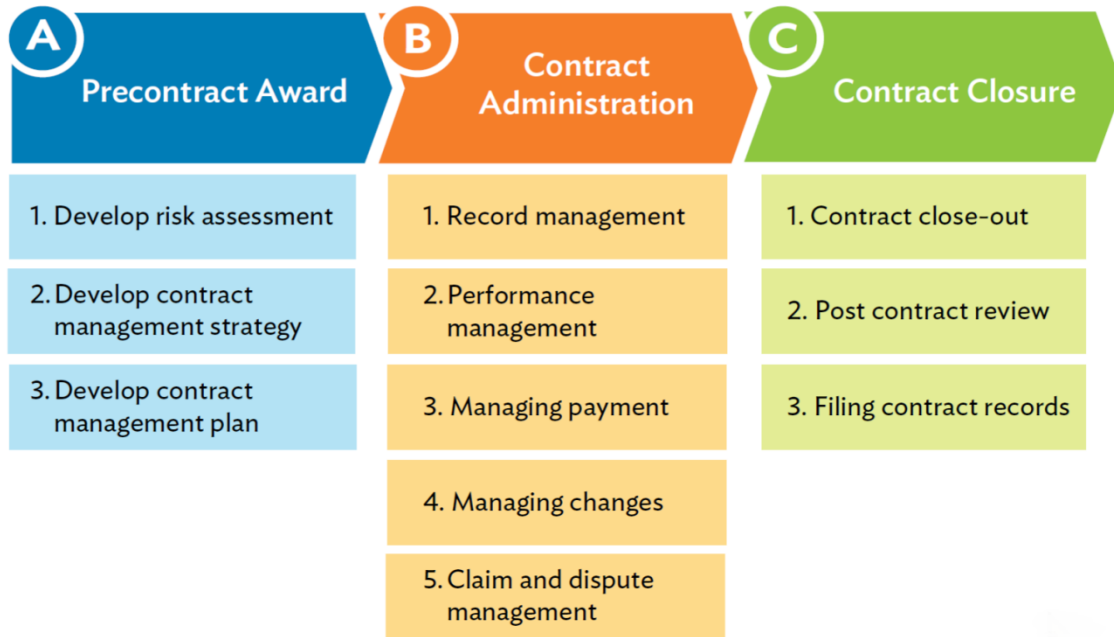 A
Precontract Award
B
Contract
Administration
C
Contract Closure
1. Develop risk assessment
2. Develop contract
management strategy
3. Develop contract
management plan
1. Record management
2. Performance
management
3. Managing payment
4. Managing changes
5. Claim and dispute
management
1. Contract close-out
2. Post contract review
3. Filing contract records